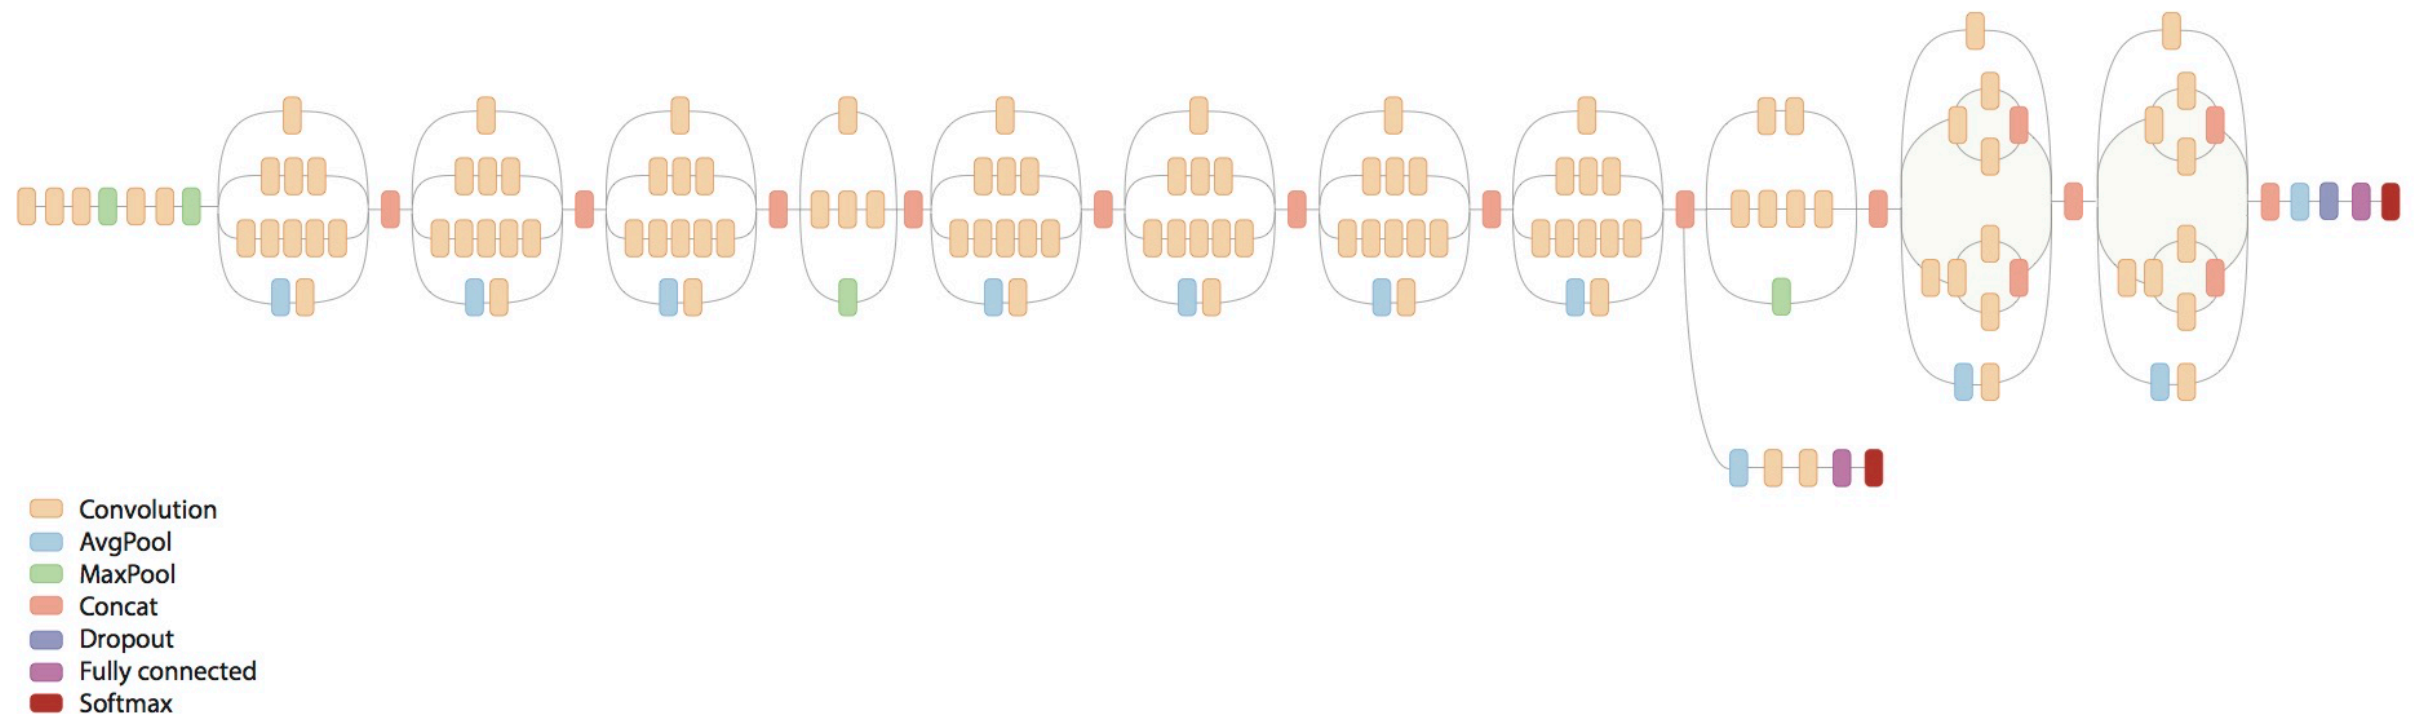 Convolution
AvgPool
MaxPool
Concat
Dropout
Fully connected
Softmax